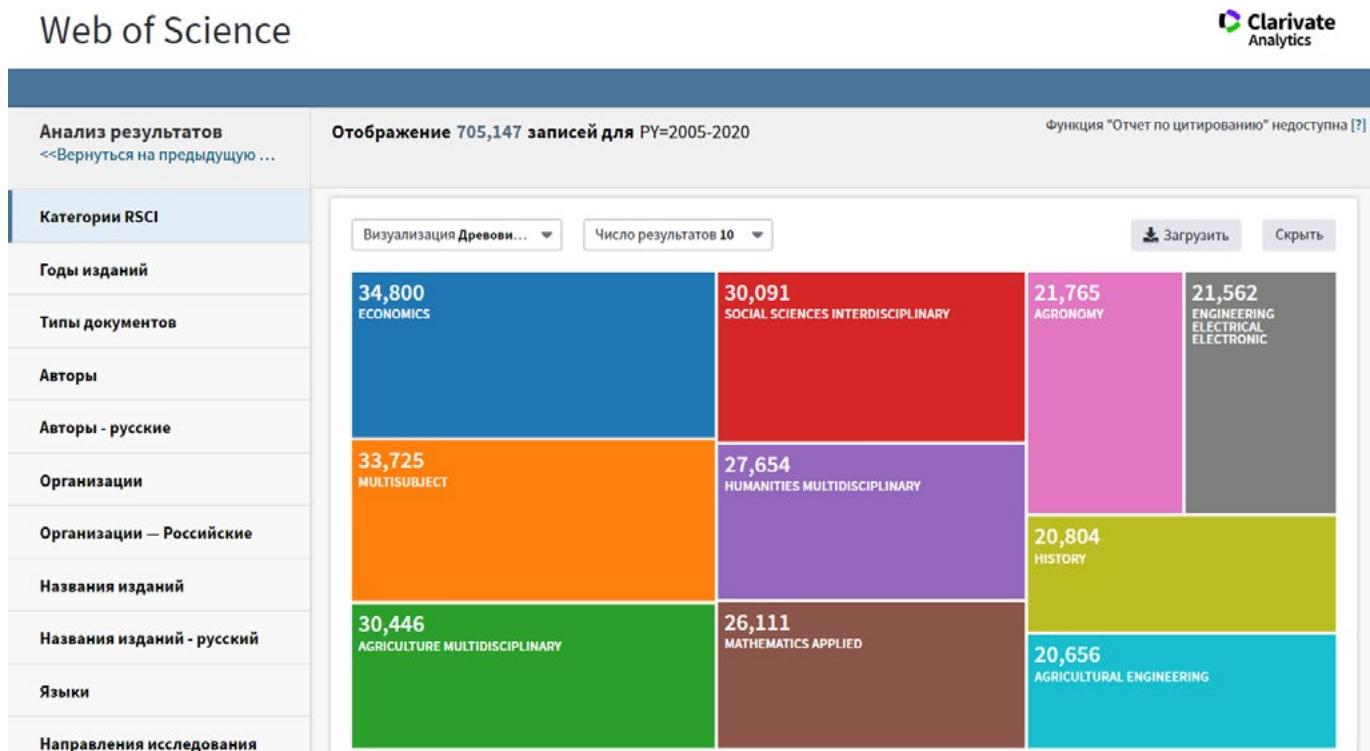 Web of Science
Clarivate
Analytics
Анализ результатов
<<Вернуться на предыдущую ...
Отображение 705,147 записей для PY=2005-2020
Функция "Отчет по цитированию" недоступна [?]
Категории RSCI
Годы изданий
Типы документов
Авторы
Авторы - русские
Организации
Организации — Российские
Названия изданий
Названия изданий - русский
Языки
Направления исследования
Визуализация Древови...
Число результатов 10
Загрузить
Скрыть
34,800
ECONOMICS
33,725
MULTISUBJECT
30,446
AGRICULTURE MULTIDISCIPLINARY
30,091
SOCIAL SCIENCES INTERDISCIPLINARY
27,654
HUMANITIES MULTIDISCIPLINARY
26,111
MATHEMATICS APPLIED
21,765
AGRONOMY
21,562
ENGINEERING
ELECTRICAL
ELECTRONIC
20,804
HISTORY
20,656
AGRICULTURAL ENGINEERING